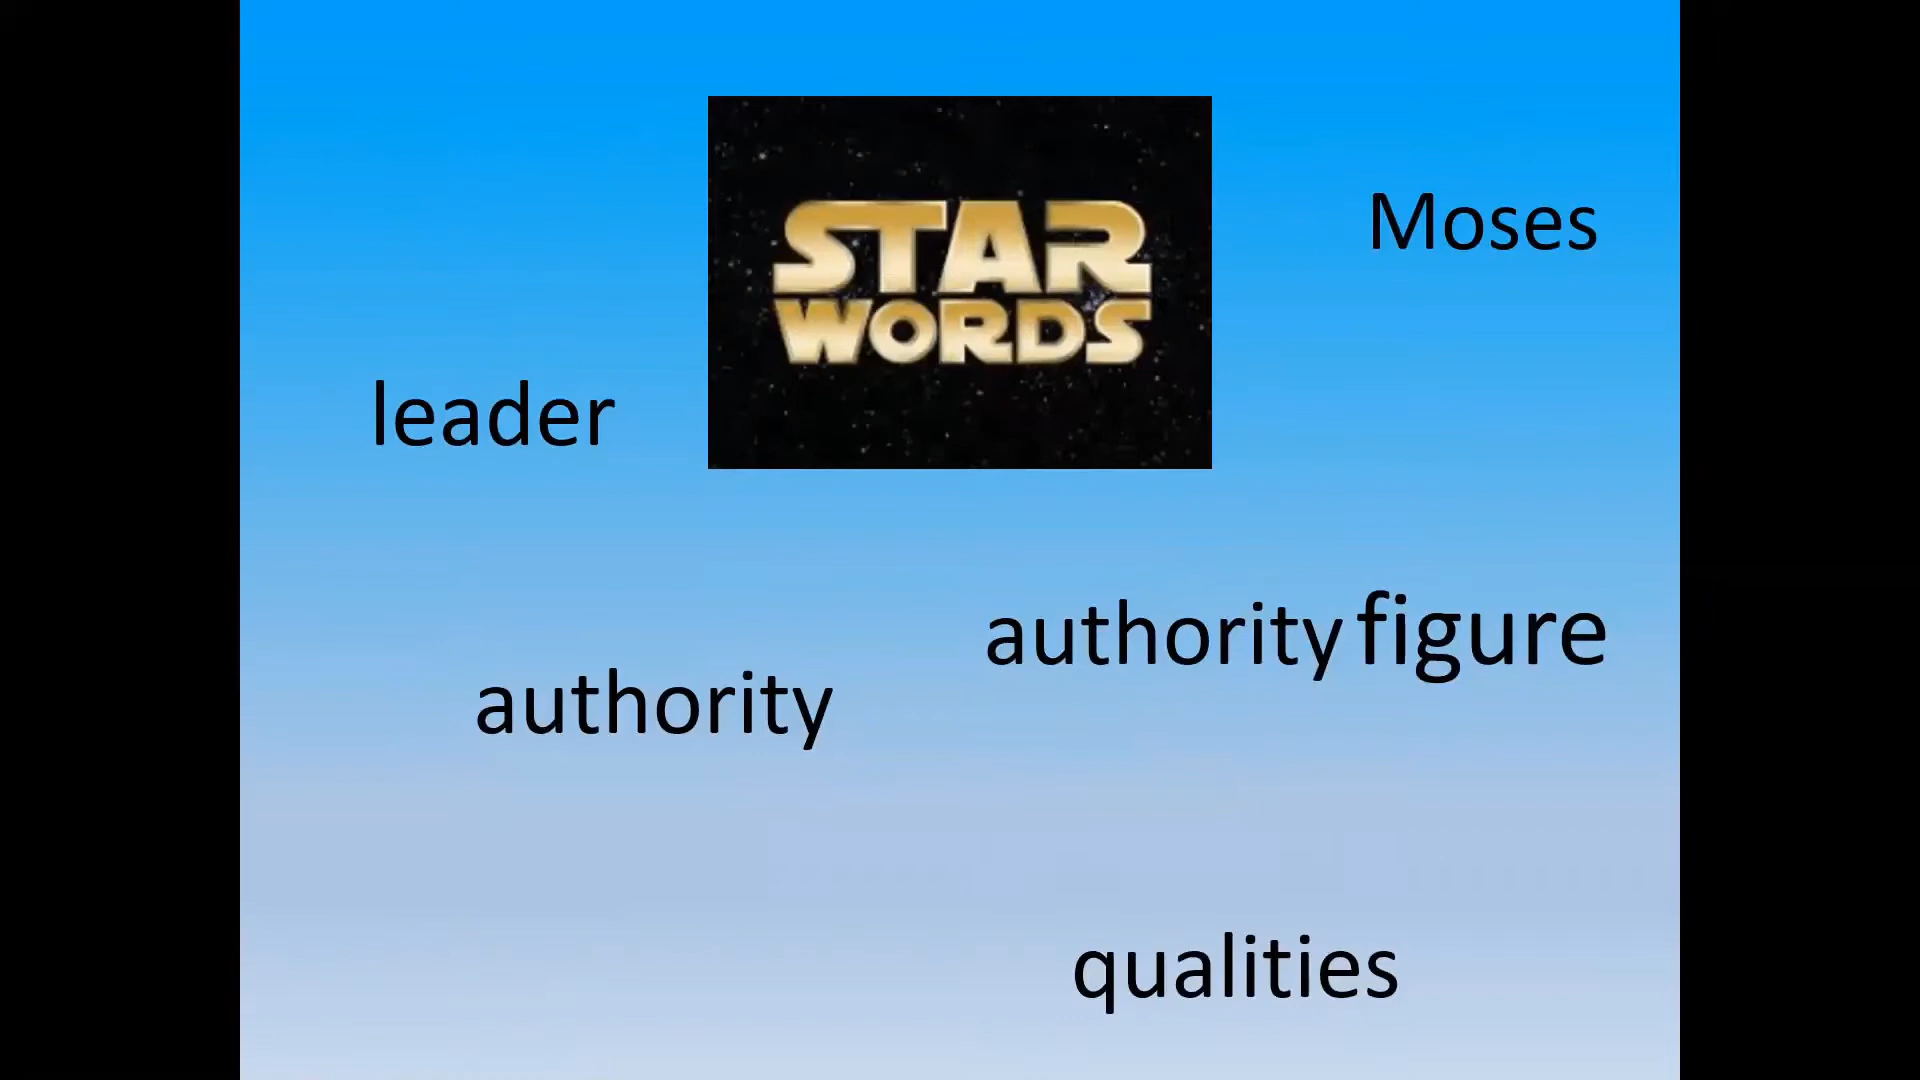 STAR
WORDS
Moses
leader
authority figure
authority
qualities